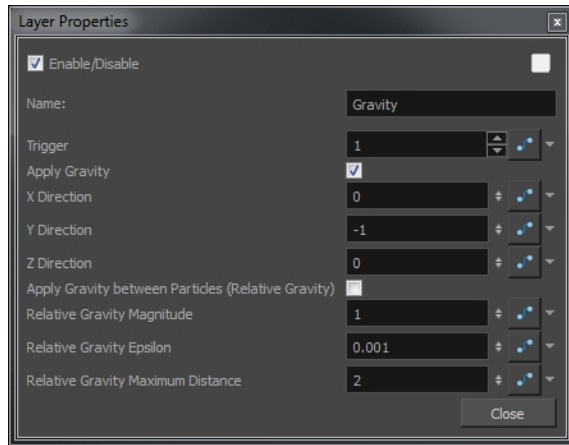 Layer Properties
Enable/Disable
Name: Gravity
Trigger 1
Apply Gravity
X Direction 0
Y Direction -1
Z Direction 0
Apply Gravity between Particles (Relative Gravity)
Relative Gravity Magnitude 1
Relative Gravity Epsilon 0.001
Relative Gravity Maximum Distance 2
Close